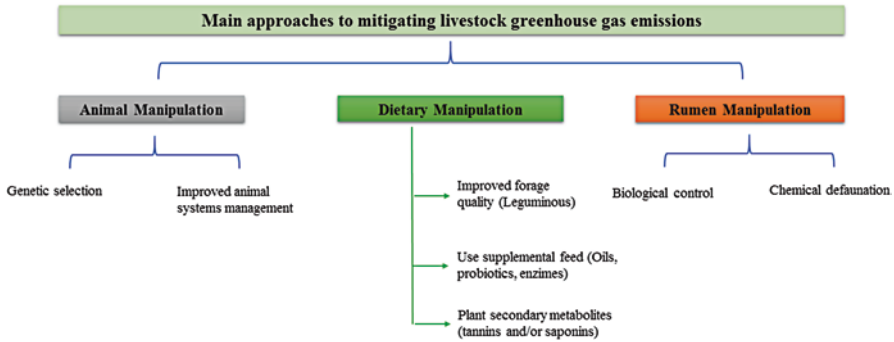 Main approaches to mitigating livestock greenhouse gas emissions
Animal Manipulation
Dietary Manipulation
Rumen Manipulation
Genetic selection
Improved animal
systems management
Improved forage
quality (Leguminous)
Use supplemental feed (Oils,
probiotics, enzimes)
Plant secondary metabolites
(tannins and/or saponins)
Biological control
Chemical defaunation.